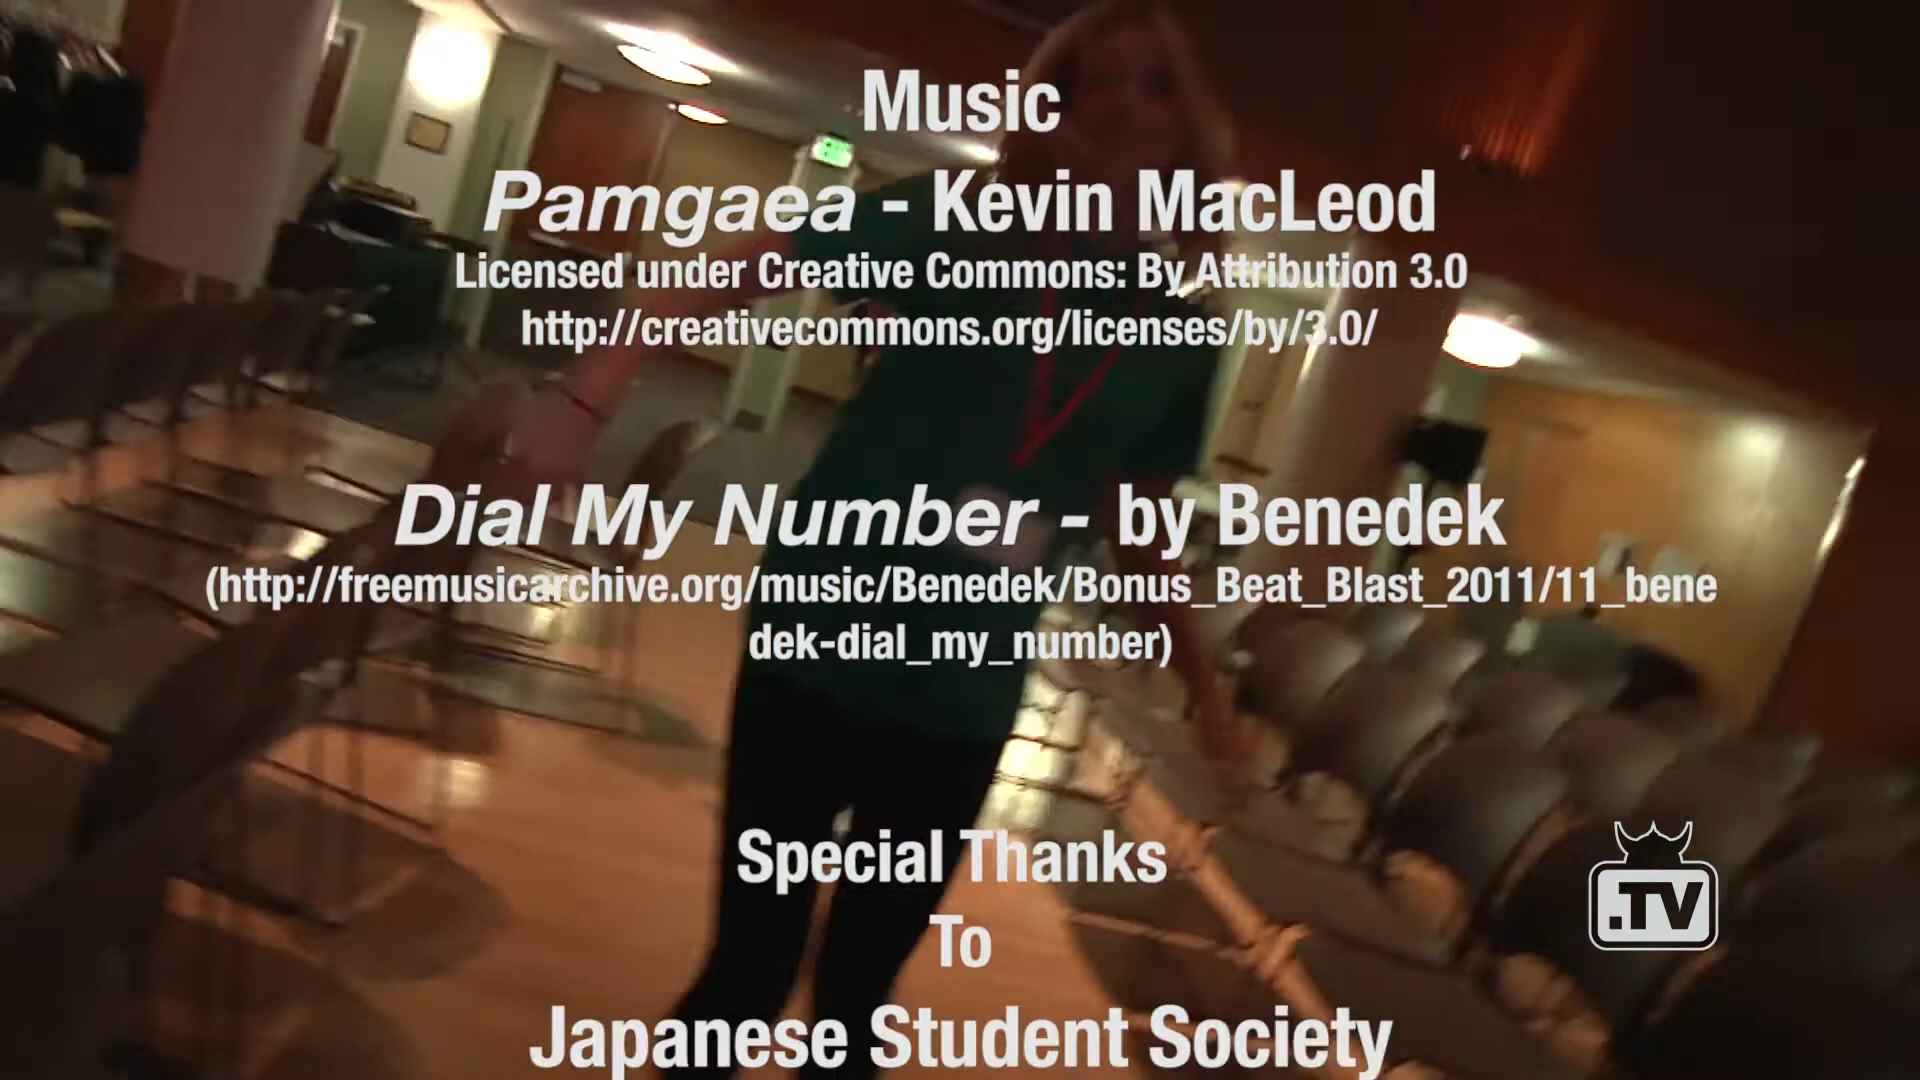 Music
Pamgaea - Kevin MacLeod
Licensed under Creative Commons: By Attribution 3.0
http://creativecommons.org/licenses/by/3.0/
Dial My Number - by Benedek
(http://freemusicarchive.org/music/Benedek/Bonus_Beat_Blast_2011/11_bene
dek-dial_my_number)
Special Thanks
To
.TV
Japanese Student Society